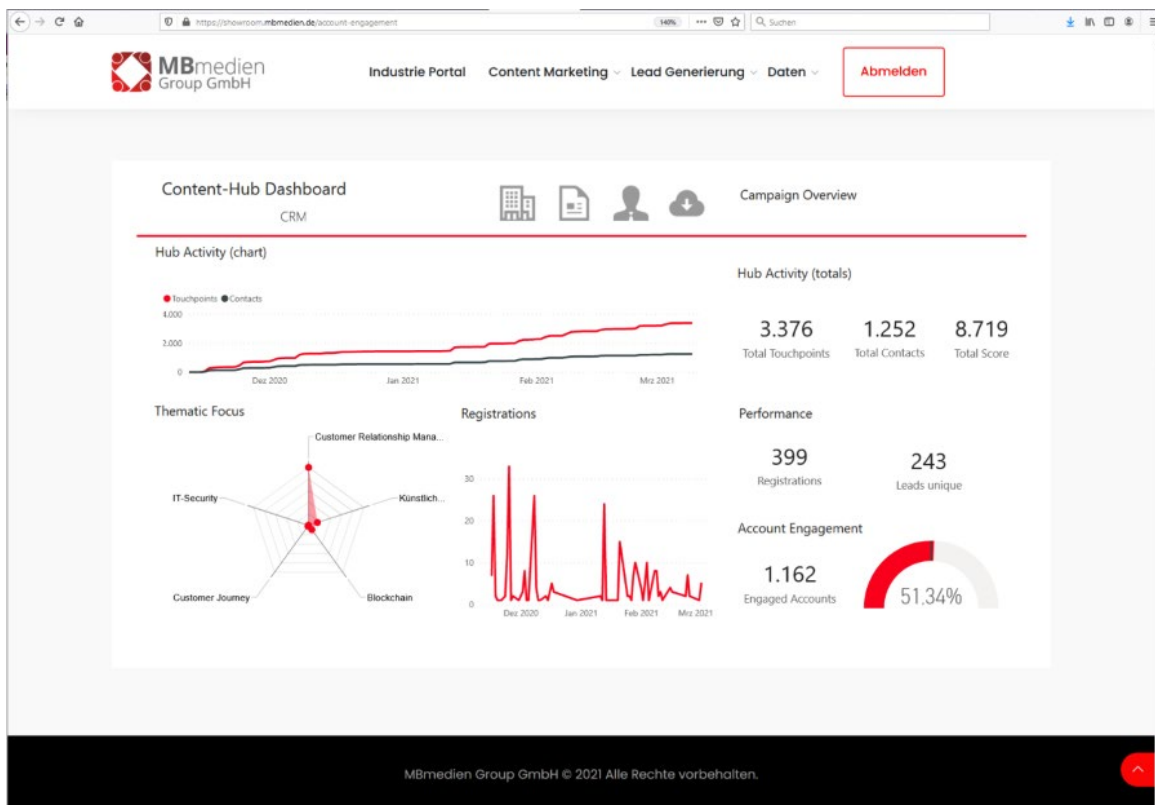 https://showroom.mbmedien.de/account-engagement
140%
Suchen
MBmedien
Group GmbH
Industrie Portal
Content Marketing
Lead Generierung
Daten
Abmelden
Content-Hub Dashboard
CRM
Campaign Overview
Hub Activity (chart)
Touchpoints
Contacts
4.000
2.000
0
Dez 2020
Jan 2021
Feb 2021
Mrz 2021
Hub Activity (totals)
3.376
Total Touchpoints
1.252
Total Contacts
8.719
Total Score
Thematic Focus
Customer Relationship Mana...
IT-Security
Künstlich...
Customer Journey
Blockchain
Registrations
30
20
10
0
Dez 2020
Jan 2021
Feb 2021
Mrz 2021
Performance
399
Registrations
243
Leads unique
Account Engagement
1.162
Engaged Accounts
51,34%
MBmedien Group GmbH © 2021 Alle Rechte vorbehalten.